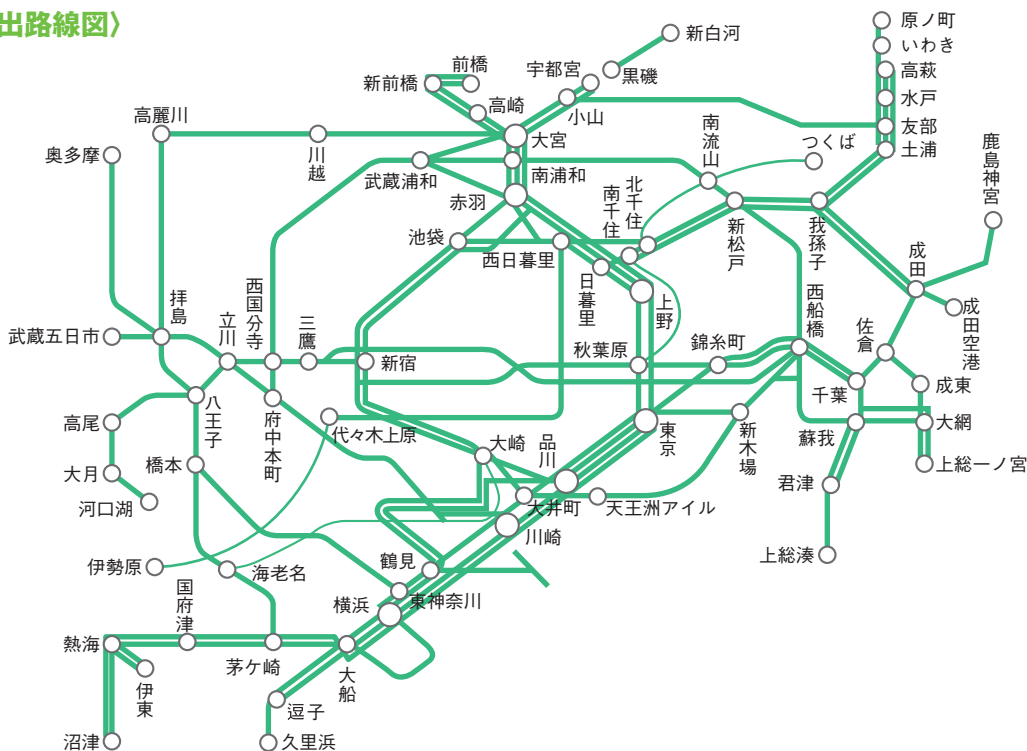 出路線図〉
原ノ町
いわき
高萩
水戸
友部
土浦
新白河
黒磯
宇都宮
小山
前橋
新前橋
高崎
大宮
高麗川
川越
奥多摩
武蔵浦和
南浦和
赤羽
南流山
つくば
鹿島神宮
北千住
南千住
池袋
西日暮里
日暮里
新松戸
我孫子
成田
成田空港
上野
西船橋
佐倉
拝島
立川
西国分寺
三鷹
新宿
秋葉原
錦糸町
千葉
成東
武蔵五日市
八王子
府中本町
代々木上原
高尾
大月
河口湖
橋本
大崎
品川
東京
新木場
蘇我
大網
上総一ノ宮
君津
上総湊
大井町
天王洲アイル
川崎
伊勢原
海老名
鶴見
東神奈川
横浜
国府津
熱海
茅ケ崎
大船
伊東
逗子
沼津
久里浜